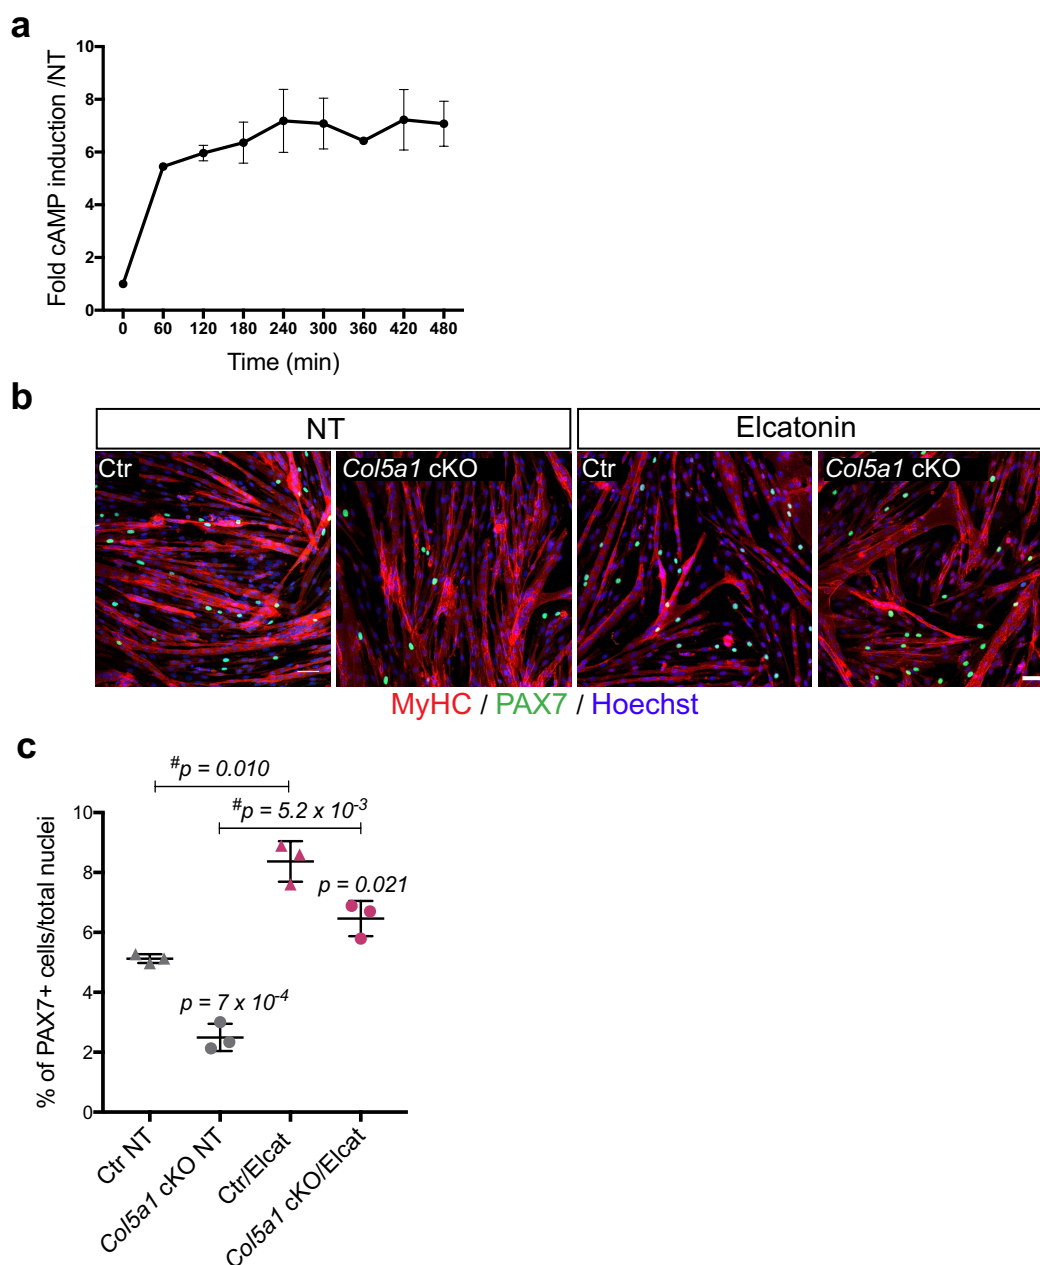 a
Fold cAMP induction /NT
10
8
6
4
2
0
0 60 120 180 240 300 360 420 480
Time (min)
b
NT Elcatonin
Ctr Col5a1 cKO Ctr Col5a1 cKO
MyHC / PAX7 / Hoechst
c
% of PAX7+ cells/total nuclei
#p = 0.010
#p = 5.2 x 10-3
p = 0.021
p = 7 x 10-4
10
8
6
4
2
0
Ctr NT
Col5a1 cKO NT
Ctr/Elcat
Col5a1 cKO/Elcat